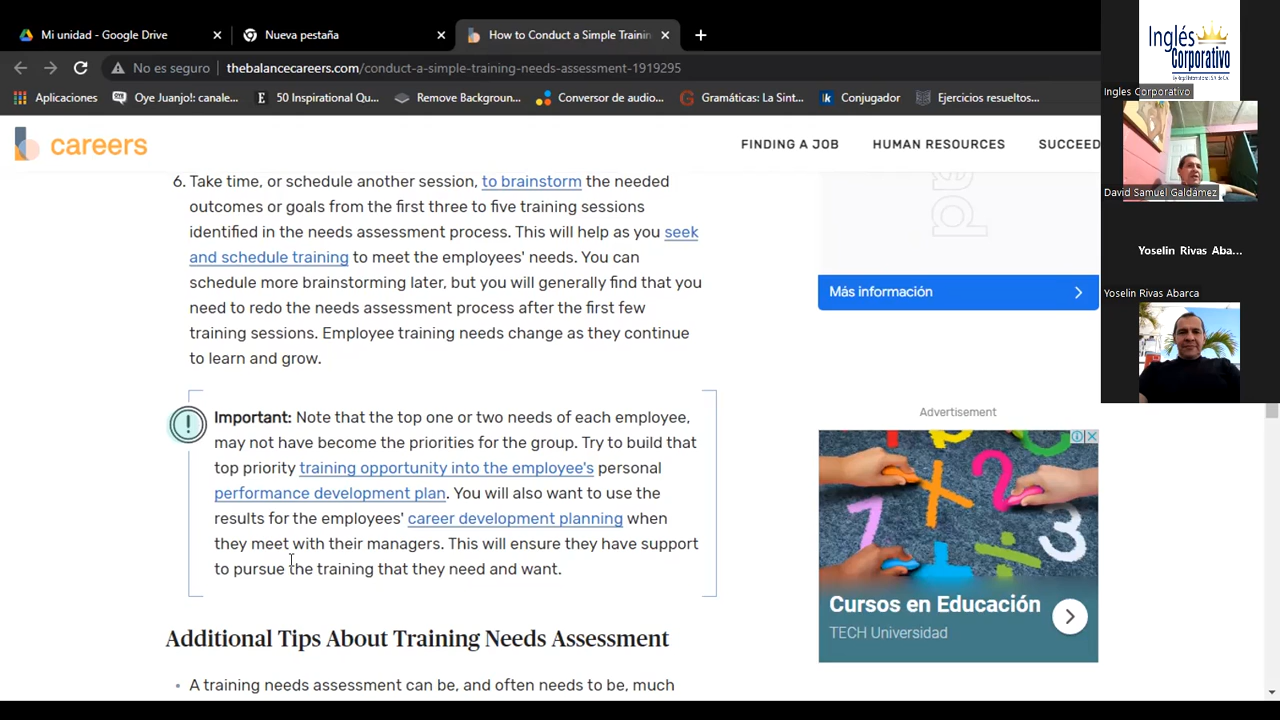 Mi unidad - Google Drive
Nueva pestaña
How to Conduct a Simple Trainin
No es seguro
thebalancecareers.com/conduct-a-simple-training-needs-assessment-1919295
Aplicaciones
Oye Juanjo!: canale...
50 Inspirational Qu...
Remove Backgroun...
Conversor de audio...
Gramáticas: La Sint...
Conjugador
Ejercicios resueltos...
careers
FINDING A JOB
HUMAN RESOURCES
SUCCEED
6. Take time, or schedule another session, to brainstorm the needed
outcomes or goals from the first three to five training sessions
identified in the needs assessment process. This will help as you seek
and schedule training to meet the employees' needs. You can
schedule more brainstorming later, but you will generally find that you
need to redo the needs assessment process after the first few
training sessions. Employee training needs change as they continue
to learn and grow.
Important: Note that the top one or two needs of each employee,
may not have become the priorities for the group. Try to build that
top priority training opportunity into the employee's personal
performance development plan. You will also want to use the
results for the employees' career development planning when
they meet with their managers. This will ensure they have support
to pursue the training that they need and want.
Additional Tips About Training Needs Assessment
• A training needs assessment can be, and often needs to be, much
ad
Más información
Advertisement
Cursos en Educación
TECH Universidad
Inglés
Corporativo
Ingles Corporativo
David Samuel Galdámez
Yoselin Rivas Aba...
Yoselin Rivas Abarca